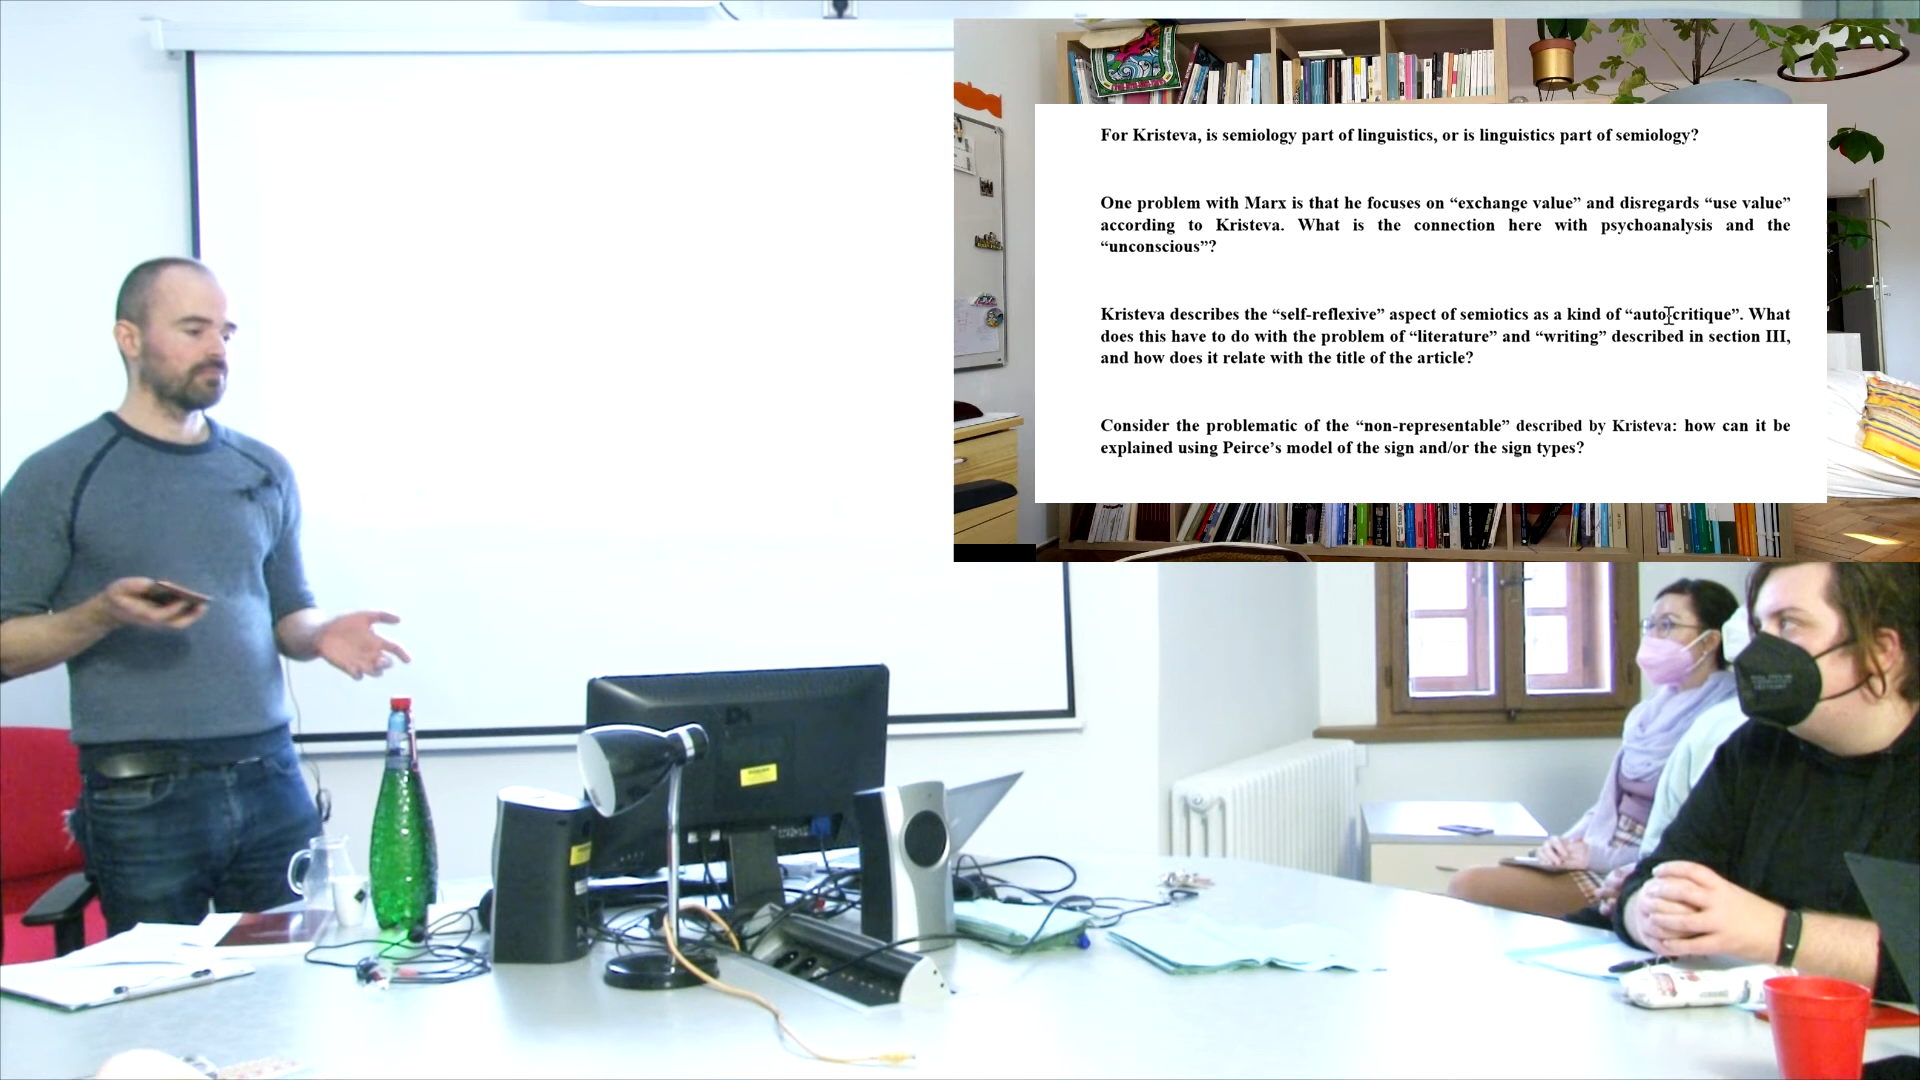 For Kristeva, is semiology part of linguistics, or is linguistics part of semiology?
One problem with Marx is that he focuses on “exchange value” and disregards “use value”
according to Kristeva. What is the connection here with psychoanalysis and the
“unconscious”?
Kristeva describes the “self-reflexive” aspect of semiotics as a kind of “auto-critique”. What
does this have to do with the problem of “literature” and “writing” described in section III,
and how does it relate with the title of the article?
Consider the problematic of the “non-representable” described by Kristeva: how can it be
explained using Peirce’s model of the sign and/or the sign types?